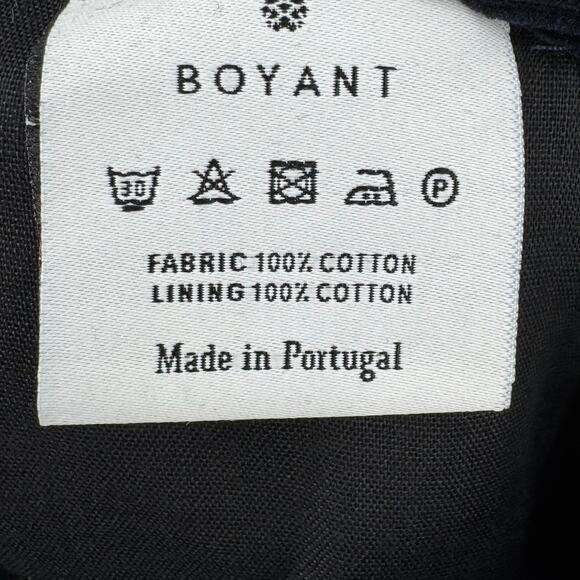 BOYANT
30 P
FABRIC 100% COTTON
LINING 100% COTTON
Made in Portugal